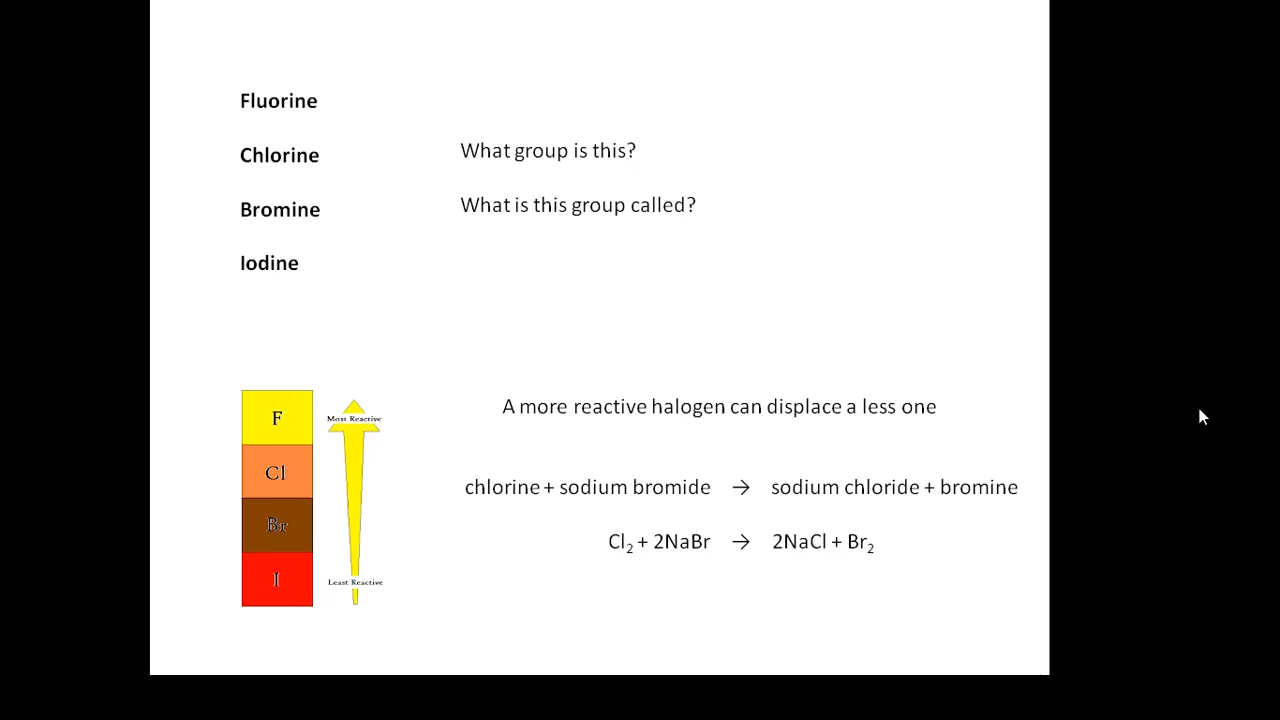 Fluorine
Chlorine
Bromine
Iodine
What group is this?
What is this group called?
F
Cl
Br
I
Most Reactive
Least Reactive
A more reactive halogen can displace a less one
chlorine + sodium bromide → sodium chloride + bromine
Cl₂ + 2NaBr → 2NaCl + Br₂